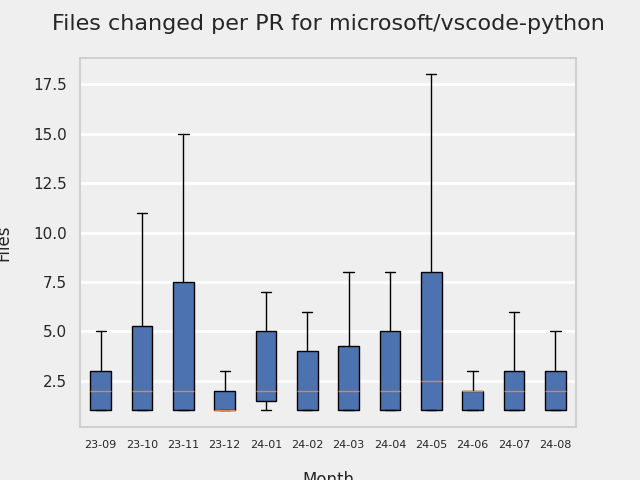 Files changed per PR for microsoft/vscode-python
17.5
15.0
12.5
10.0
7.5
5.0
2.5
Files
23-09 23-10 23-11 23-12 24-01 24-02 24-03 24-04 24-05 24-06 24-07 24-08
Month